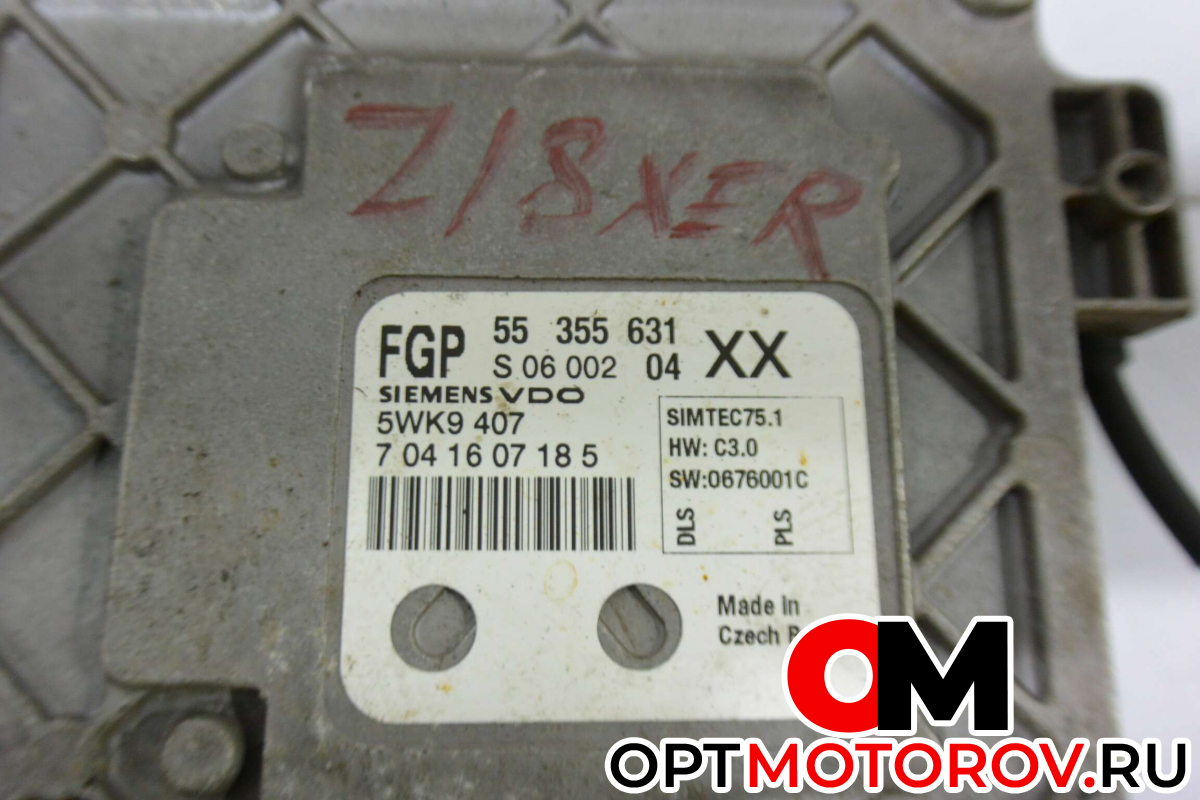 Z18XER
FGP 55 355 631 XX
S 06 002 04
SIEMENS VDO
5WK9 407
7 04 16 07 18 5
SIMTEC75.1
HW: C3.0
SW:0676001C
DLS PLS
Made in
Czech
OM
OPTMOTOROV.RU